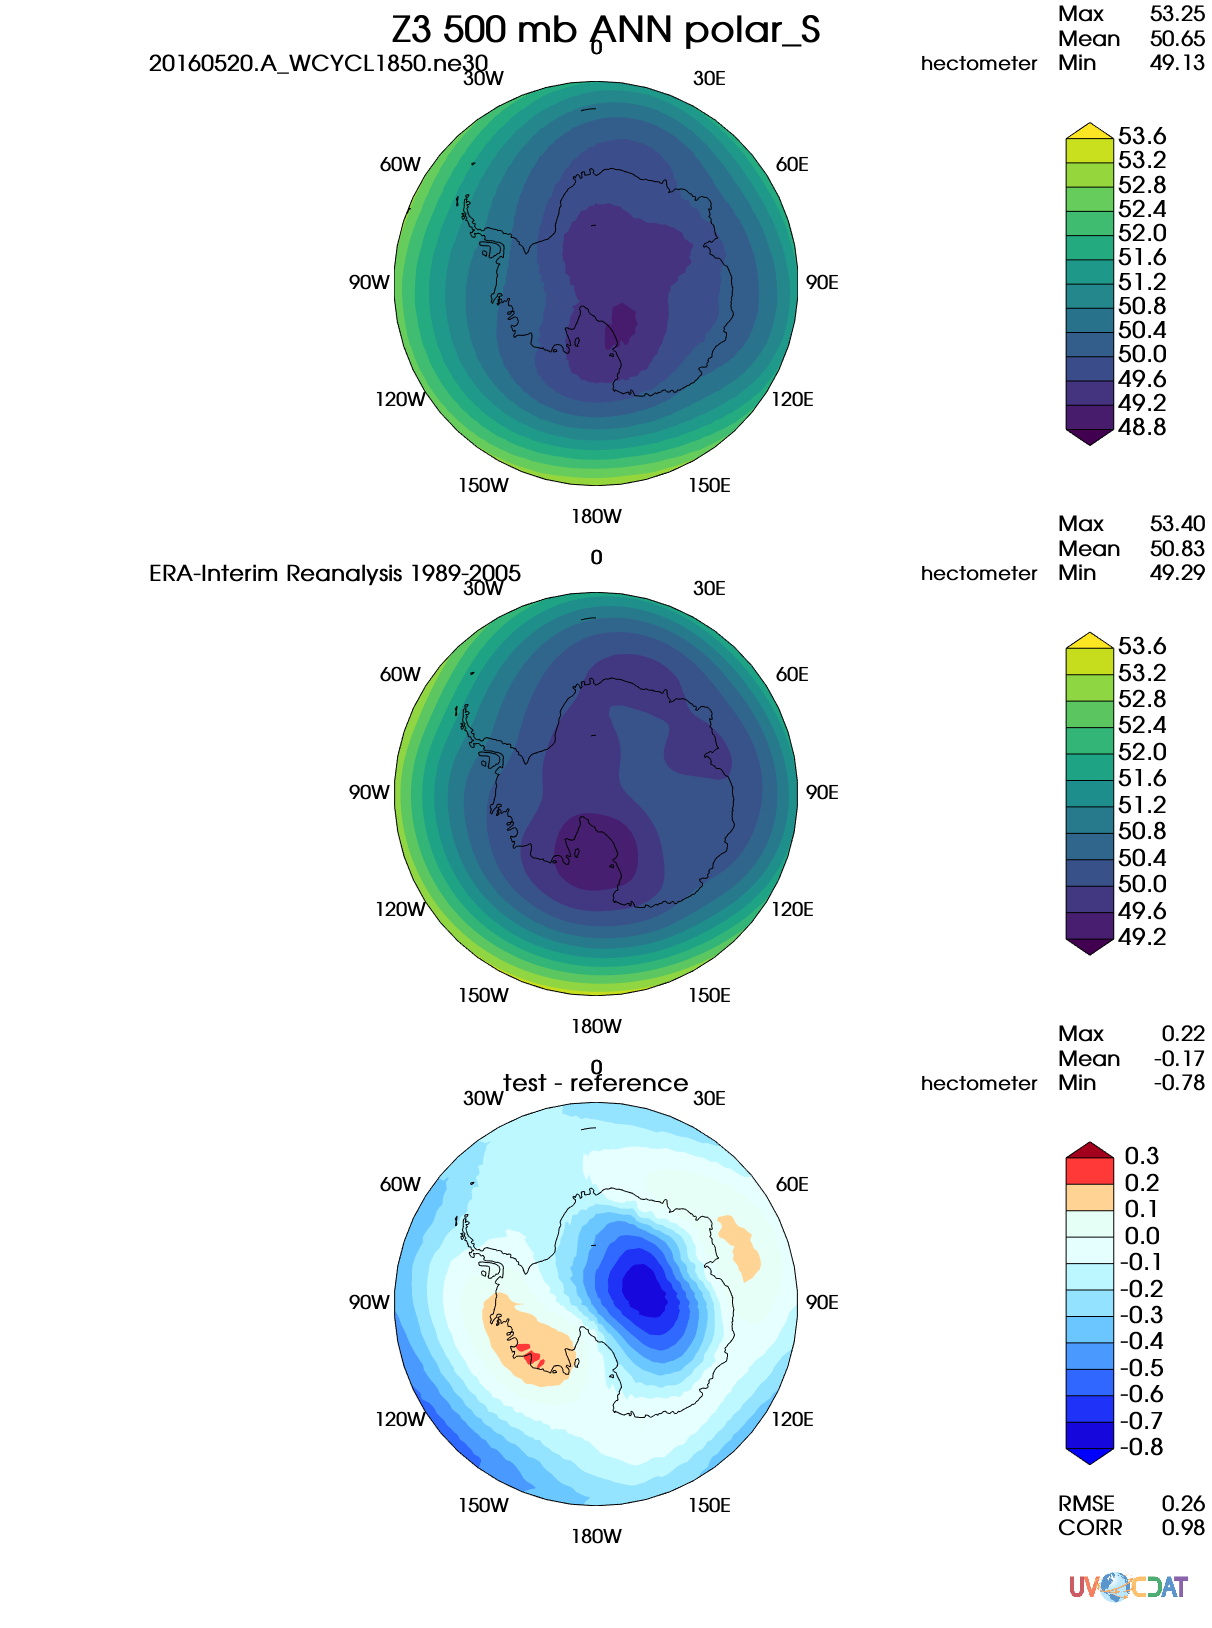 Z3 500 mb ANN polar_S
20160520.A_WCYCL1850.ne30
hectometer
Max 53.25
Mean 50.65
Min 49.13
0
30W
30E
60W
60E
90W
90E
120W
120E
150W
150E
180W
53.6
53.2
52.8
52.4
52.0
51.6
51.2
50.8
50.4
50.0
49.6
49.2
48.8
ERA-Interim Reanalysis 1989-2005
hectometer
Max 53.40
Mean 50.83
Min 49.29
0
30W
30E
60W
60E
90W
90E
120W
120E
150W
150E
180W
53.6
53.2
52.8
52.4
52.0
51.6
51.2
50.8
50.4
50.0
49.6
49.2
test - reference
hectometer
Max 0.22
Mean -0.17
Min -0.78
0
30W
30E
60W
60E
90W
90E
120W
120E
150W
150E
180W
0.3
0.2
0.1
0.0
-0.1
-0.2
-0.3
-0.4
-0.5
-0.6
-0.7
-0.8
RMSE 0.26
CORR 0.98
UVCDAT